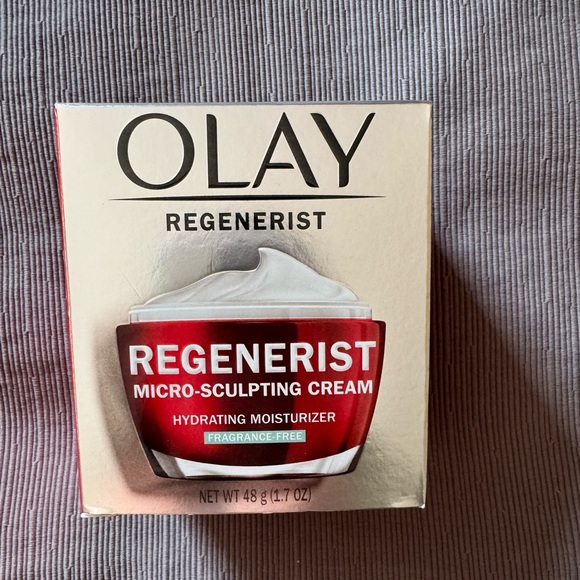 OLAY
REGENERIST
REGENERIST
MICRO-SCULPTING CREAM
HYDRATING MOISTURIZER
FRAGRANCE-FREE
NET WT 48 g (1.7 OZ)